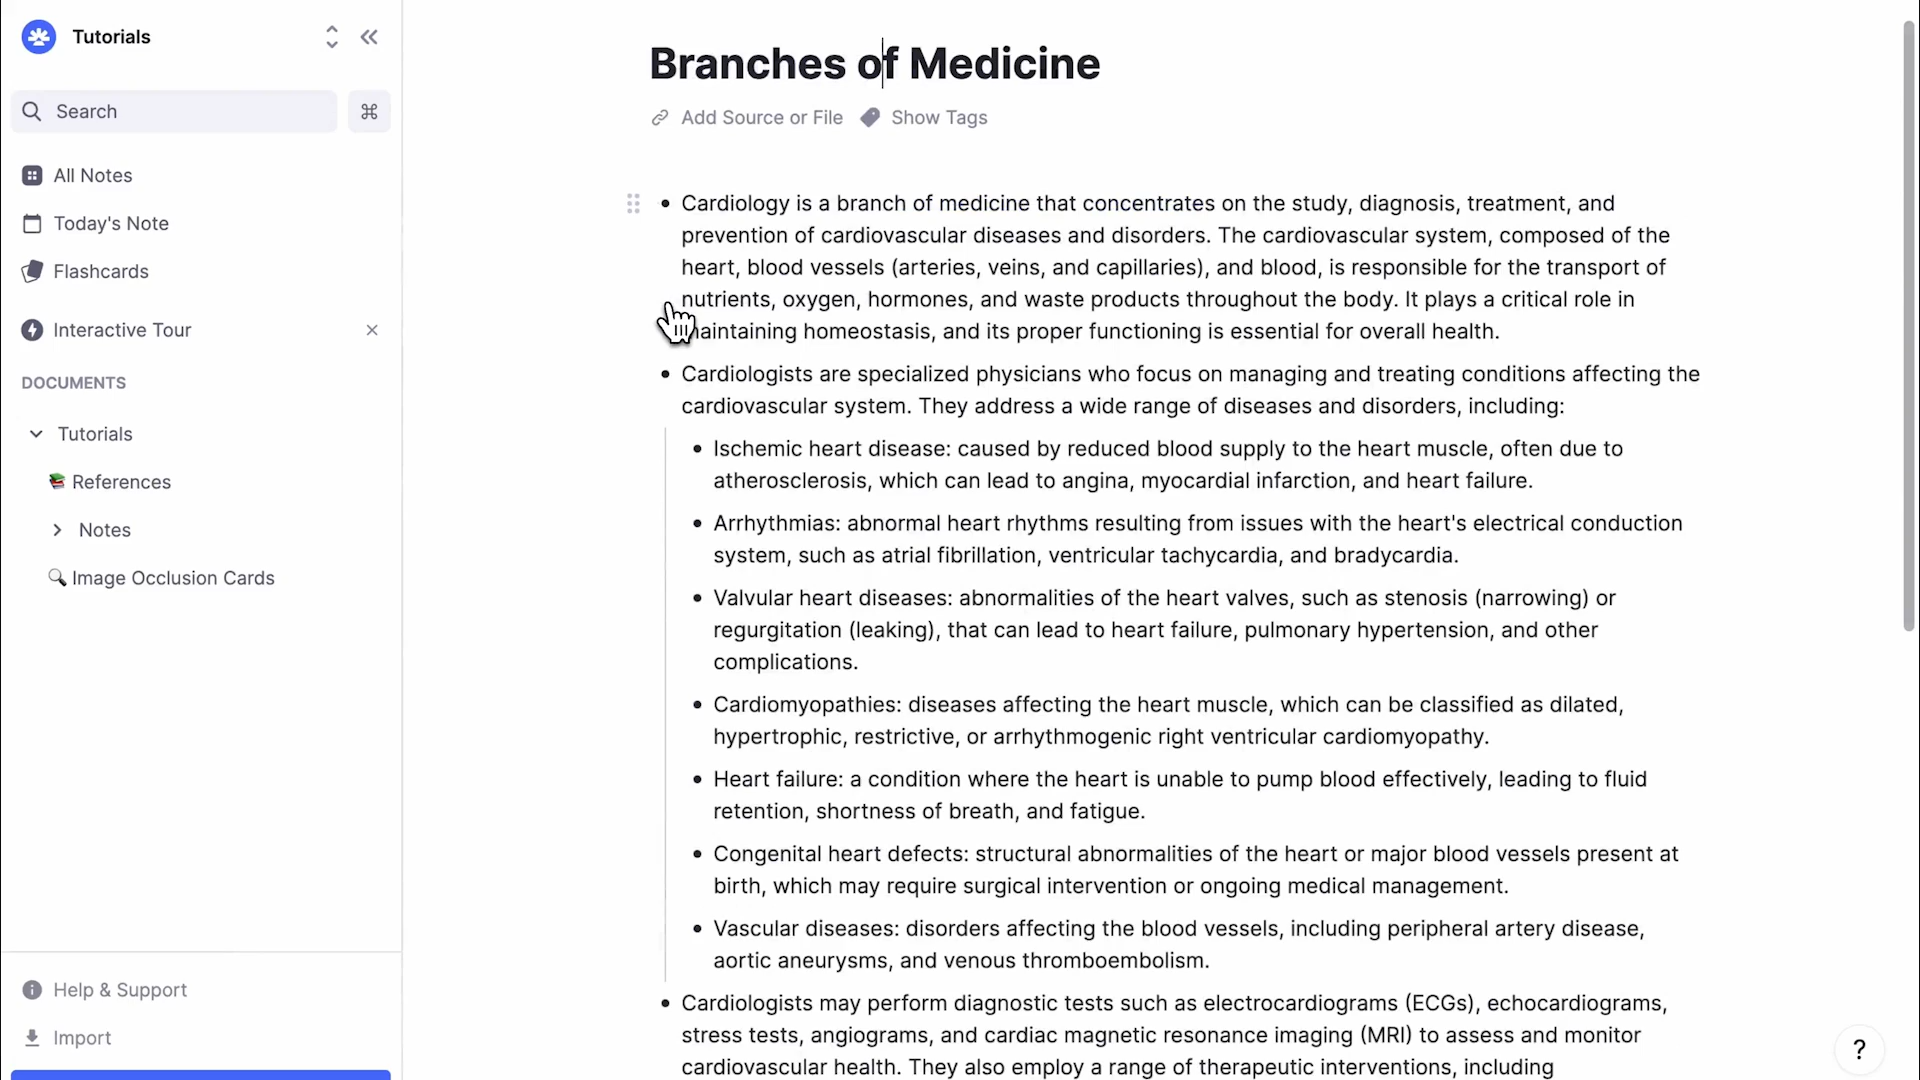 Tutorials
Search
All Notes
Today's Note
Flashcards
Interactive Tour
DOCUMENTS
Tutorials
References
Notes
Image Occlusion Cards
Help & Support
Import
Branches of Medicine
Add Source or File
Show Tags
Cardiology is a branch of medicine that concentrates on the study, diagnosis, treatment, and
prevention of cardiovascular diseases and disorders. The cardiovascular system, composed of the
heart, blood vessels (arteries, veins, and capillaries), and blood, is responsible for the transport of
nutrients, oxygen, hormones, and waste products throughout the body. It plays a critical role in
maintaining homeostasis, and its proper functioning is essential for overall health.
Cardiologists are specialized physicians who focus on managing and treating conditions affecting the
cardiovascular system. They address a wide range of diseases and disorders, including:
Ischemic heart disease: caused by reduced blood supply to the heart muscle, often due to
atherosclerosis, which can lead to angina, myocardial infarction, and heart failure.
Arrhythmias: abnormal heart rhythms resulting from issues with the heart's electrical conduction
system, such as atrial fibrillation, ventricular tachycardia, and bradycardia.
Valvular heart diseases: abnormalities of the heart valves, such as stenosis (narrowing) or
regurgitation (leaking), that can lead to heart failure, pulmonary hypertension, and other
complications.
Cardiomyopathies: diseases affecting the heart muscle, which can be classified as dilated,
hypertrophic, restrictive, or arrhythmogenic right ventricular cardiomyopathy.
Heart failure: a condition where the heart is unable to pump blood effectively, leading to fluid
retention, shortness of breath, and fatigue.
Congenital heart defects: structural abnormalities of the heart or major blood vessels present at
birth, which may require surgical intervention or ongoing medical management.
Vascular diseases: disorders affecting the blood vessels, including peripheral artery disease,
aortic aneurysms, and venous thromboembolism.
Cardiologists may perform diagnostic tests such as electrocardiograms (ECGs), echocardiograms,
stress tests, angiograms, and cardiac magnetic resonance imaging (MRI) to assess and monitor
cardiovascular health. They also employ a range of therapeutic interventions, including
?